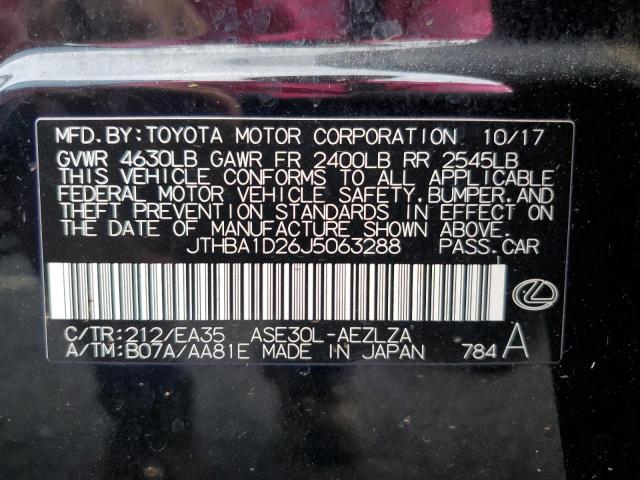 MFD.BY:TOYOTA MOTOR CORPORATION 10/17
GVWR 4630LB GAWR FR 2400LB RR 2545LB
THIS VEHICLE CONFORMS TO ALL APPLICABLE
FEDERAL MOTOR VEHICLE SAFETY,BUMPER,AND
THEFT PREVENTION STANDARDS IN EFFECT ON
THE DATE OF MANUFACTURE SHOWN ABOVE.
JTHBA1D26J5063288 PASS.CAR
C/TR:212/EA35 ASE30L-AEZLZA
A/TM:B07A/AA81E MADE IN JAPAN 784 A